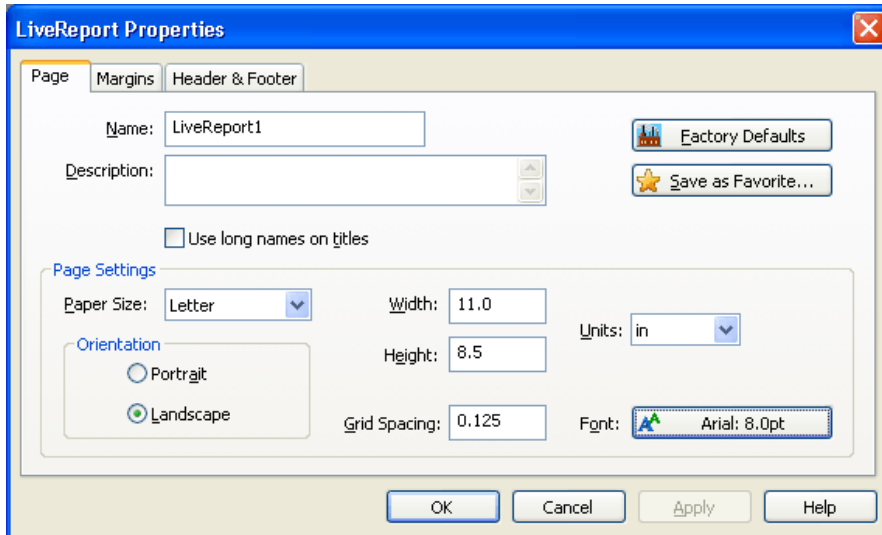 LiveReport Properties
Page Margins Header & Footer
Name: LiveReport1
Factory Defaults
Description:
Save as Favorite...
Use long names on titles
Page Settings
Paper Size: Letter
Width: 11.0
Units: in
Orientation
Height: 8.5
Portrait
Landscape
Grid Spacing: 0.125
Font: Arial: 8.0pt
OK Cancel Apply Help